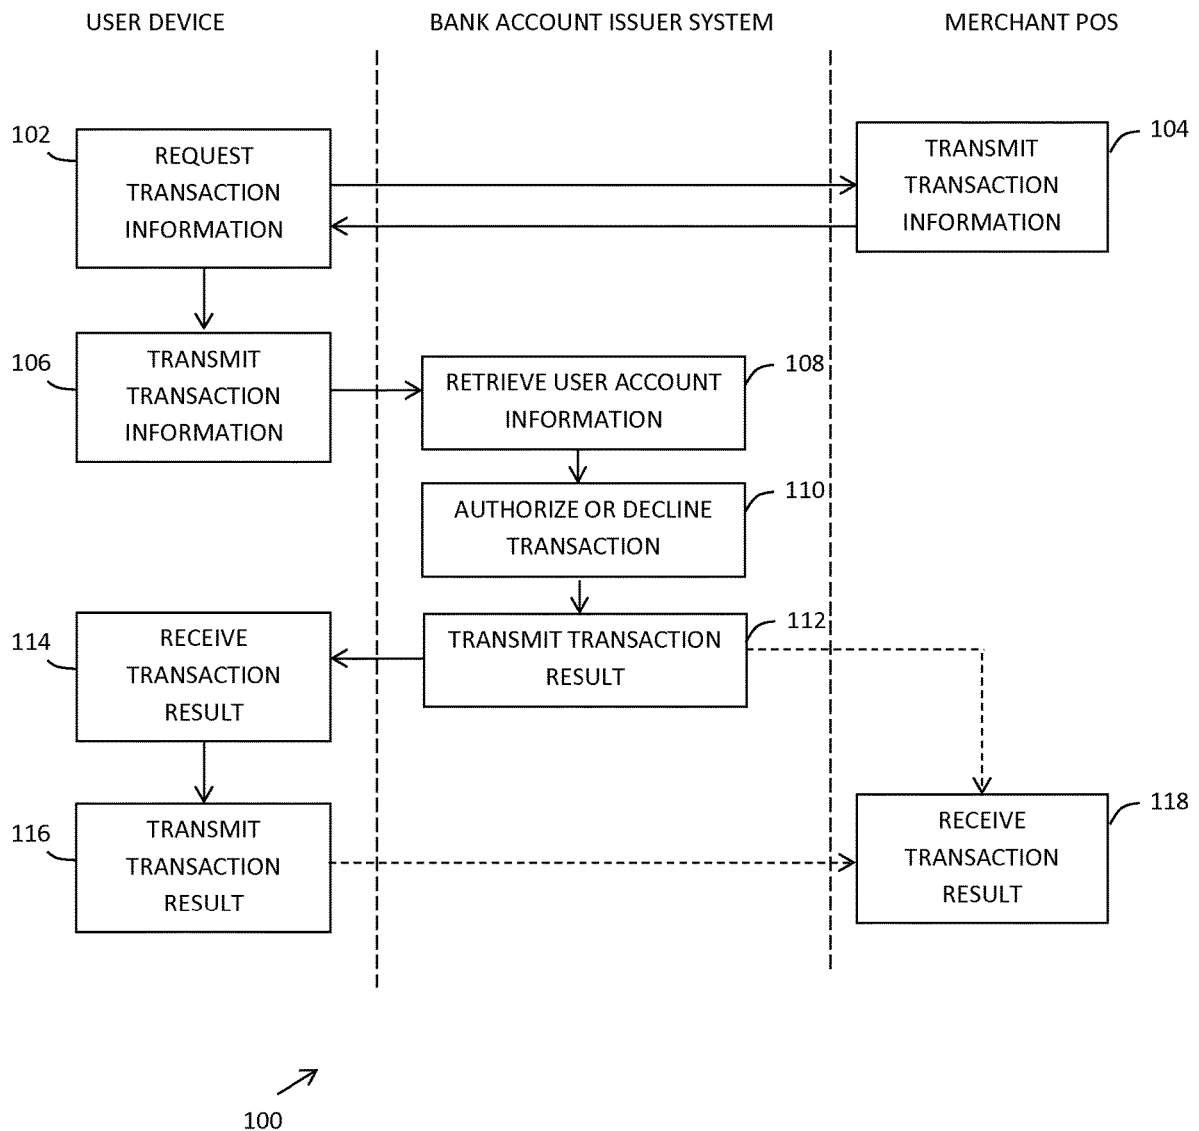 USER DEVICE
BANK ACCOUNT ISSUER SYSTEM
MERCHANT POS
102
REQUEST
TRANSACTION
INFORMATION
104
TRANSMIT
TRANSACTION
INFORMATION
106
TRANSMIT
TRANSACTION
INFORMATION
108
RETRIEVE USER ACCOUNT
INFORMATION
110
AUTHORIZE OR DECLINE
TRANSACTION
112
TRANSMIT TRANSACTION
RESULT
114
RECEIVE
TRANSACTION
RESULT
116
TRANSMIT
TRANSACTION
RESULT
118
RECEIVE
TRANSACTION
RESULT
100